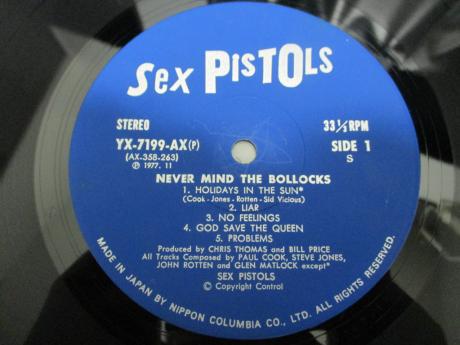 Sex PISTOLS
STEREO
33⅓RPM
YX-7199-AX(P)
SIDE 1
(AX-358-263)
S
Ⓟ 1977. 11
NEVER MIND THE BOLLOCKS
1. HOLIDAYS IN THE SUN*
(Cook - Jones - Rotten - Sid Vicious)
2. LIAR
3. NO FEELINGS
4. GOD SAVE THE QUEEN
5. PROBLEMS
Produced by CHRIS THOMAS and BILL PRICE
All Tracks Composed by PAUL COOK, STEVE JONES,
JOHN ROTTEN and GLEN MATLOCK except*
SEX PISTOLS
© Copyright Control
MADE IN JAPAN BY NIPPON COLUMBIA CO., LTD. ALL RIGHTS RESERVED.